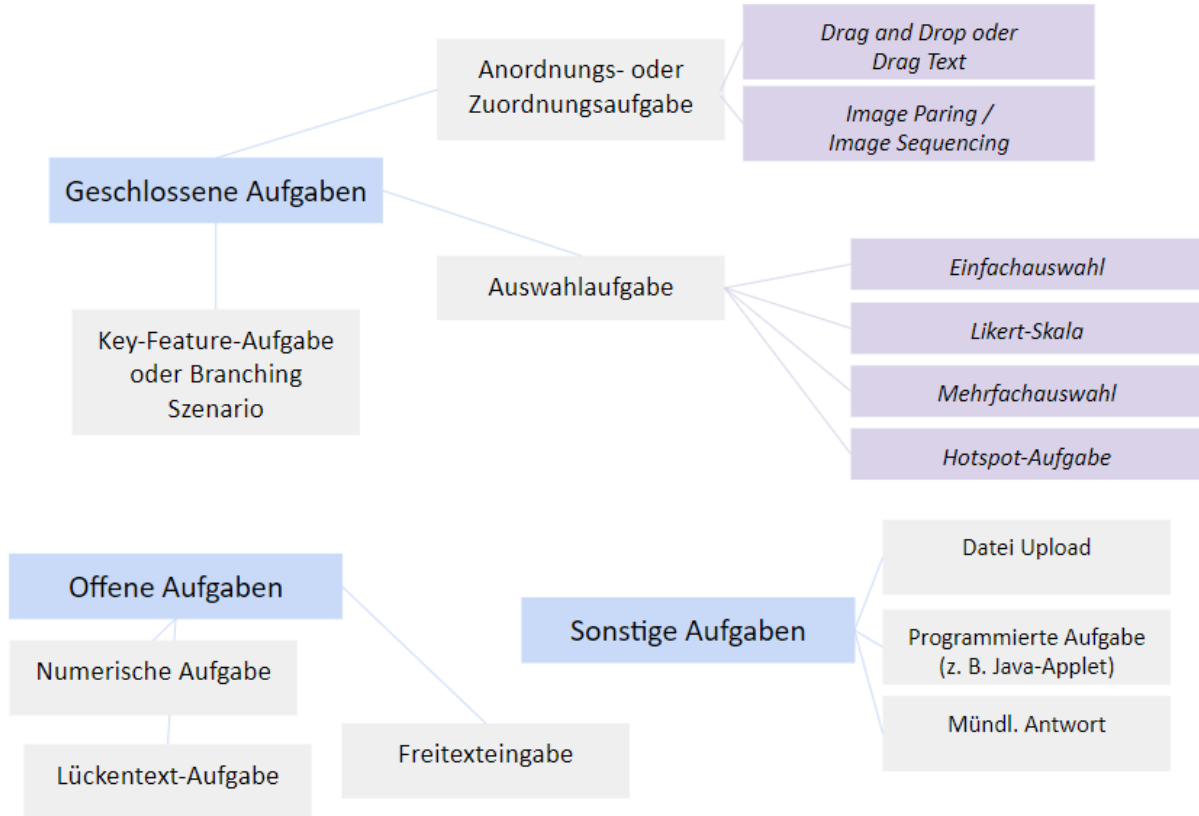 Drag and Drop oder
Drag Text
Anordnungs- oder
Zuordnungsaufgabe
Image Paring /
Image Sequencing
Geschlossene Aufgaben
Auswahlaufgabe
Einfachauswahl
Likert-Skala
Mehrfachauswahl
Hotspot-Aufgabe
Key-Feature-Aufgabe
oder Branching
Szenario
Offene Aufgaben
Numerische Aufgabe
Lückentext-Aufgabe
Freitexteingabe
Sonstige Aufgaben
Datei Upload
Programmierte Aufgabe
(z. B. Java-Applet)
Mündl. Antwort